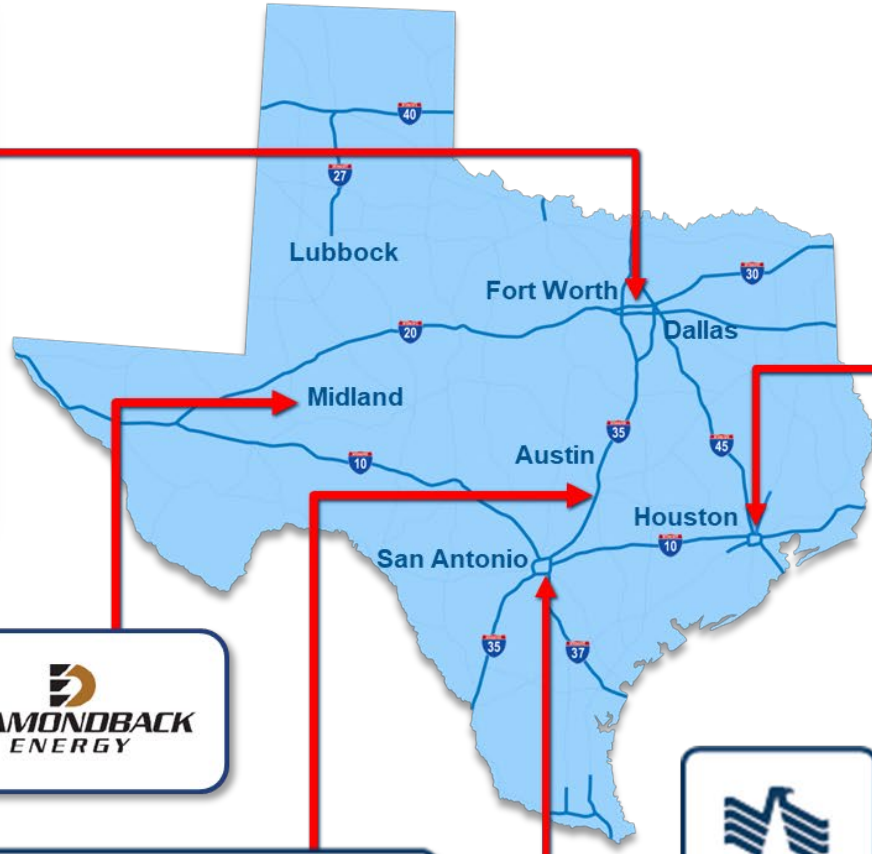 40
27
Lubbock
30
Fort Worth
20
Dallas
Midland
35
45
Austin
10
Houston
10
San Antonio
35
37
AMONDBACK
ENERGY